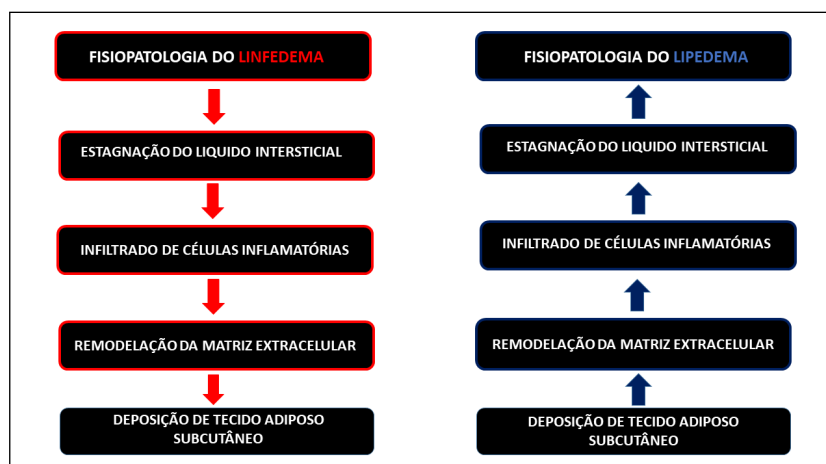 FISIOPATOLOGIA DO LINFEDEMA
ESTAGNAÇÃO DO LIQUIDO INTERSTICIAL
INFILTRADO DE CÉLULAS INFLAMATÓRIAS
REMODELAÇÃO DA MATRIZ EXTRACELULAR
DEPOSIÇÃO DE TECIDO ADIPOSO
SUBCUTÂNEO
FISIOPATOLOGIA DO LIPEDEMA
ESTAGNAÇÃO DO LIQUIDO INTERSTICIAL
INFILTRADO DE CÉLULAS INFLAMATÓRIAS
REMODELAÇÃO DA MATRIZ EXTRACELULAR
DEPOSIÇÃO DE TECIDO ADIPOSO
SUBCUTÂNEO